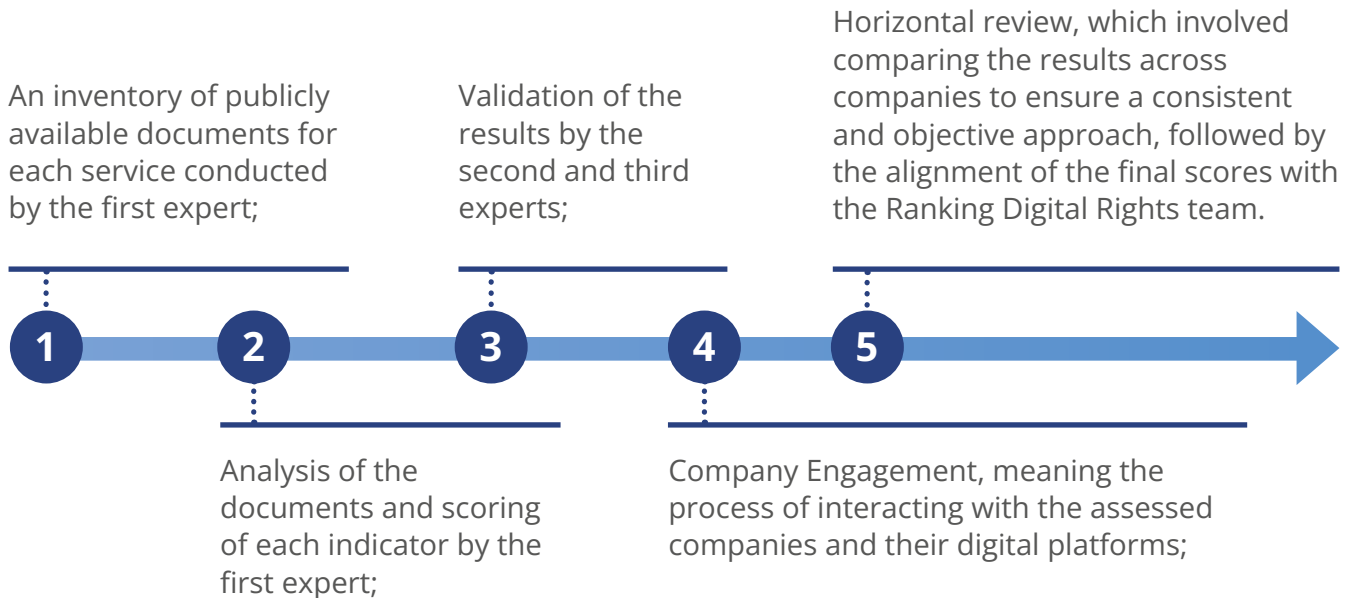 An inventory of publicly
available documents for
each service conducted
by the first expert;
Validation of the
results by the
second and third
experts;
Horizontal review, which involved
comparing the results across
companies to ensure a consistent
and objective approach, followed by
the alignment of the final scores with
the Ranking Digital Rights team.
1
2
3
4
5
Analysis of the
documents and scoring
of each indicator by the
first expert;
Company Engagement, meaning the
process of interacting with the assessed
companies and their digital platforms;